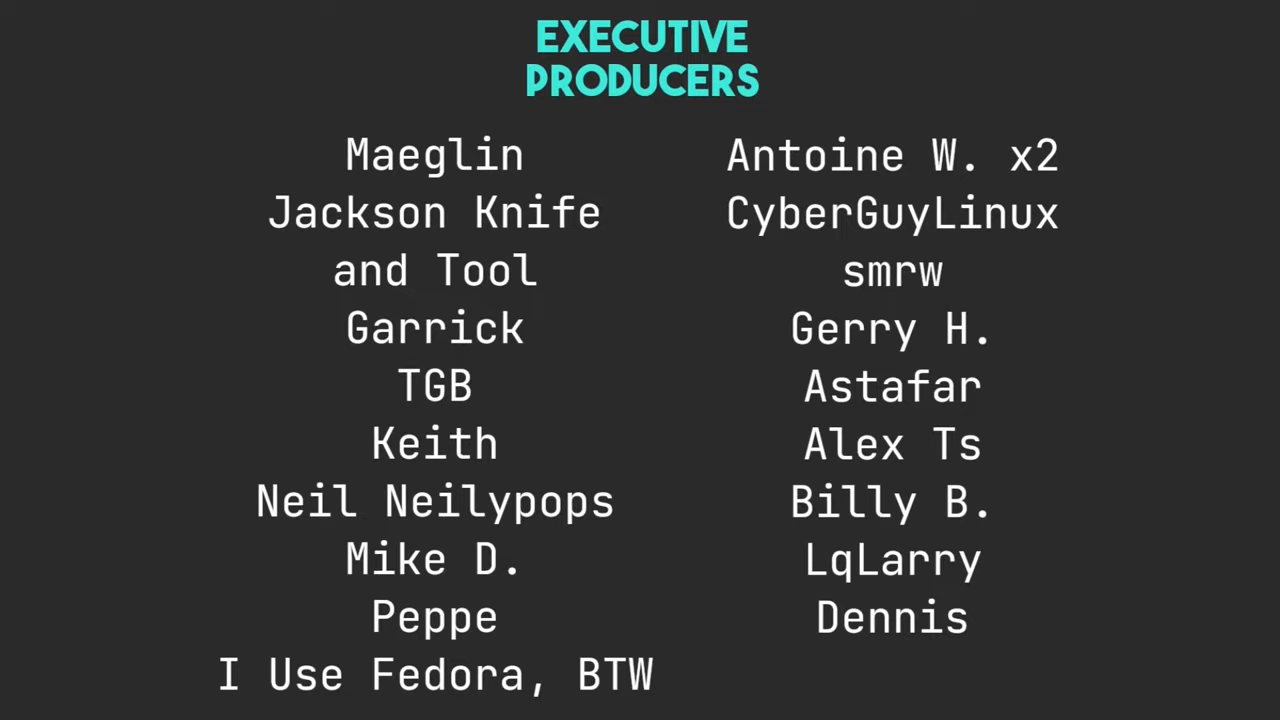 EXECUTIVE
PRODUCERS
Maeglin
Jackson Knife
and Tool
Garrick
TGB
Keith
Neil Neilypops
Mike D.
Peppe
I Use Fedora, BTW
Antoine W. x2
CyberGuyLinux
smrw
Gerry H.
Astafar
Alex Ts
Billy B.
LqLarry
Dennis